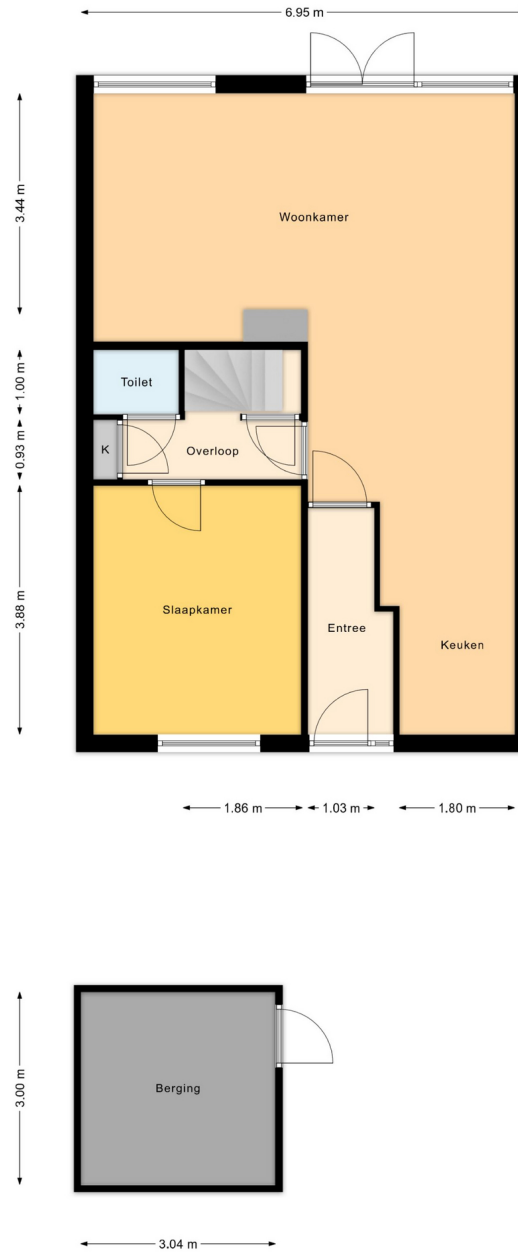 6.95 m
3.44 m
Woonkamer
1.00 m
Toilet
0.93 m
K
Overloop
3.88 m
Slaapkamer
Entree
Keuken
1.86 m
1.03 m
1.80 m
3.00 m
Berging
3.04 m